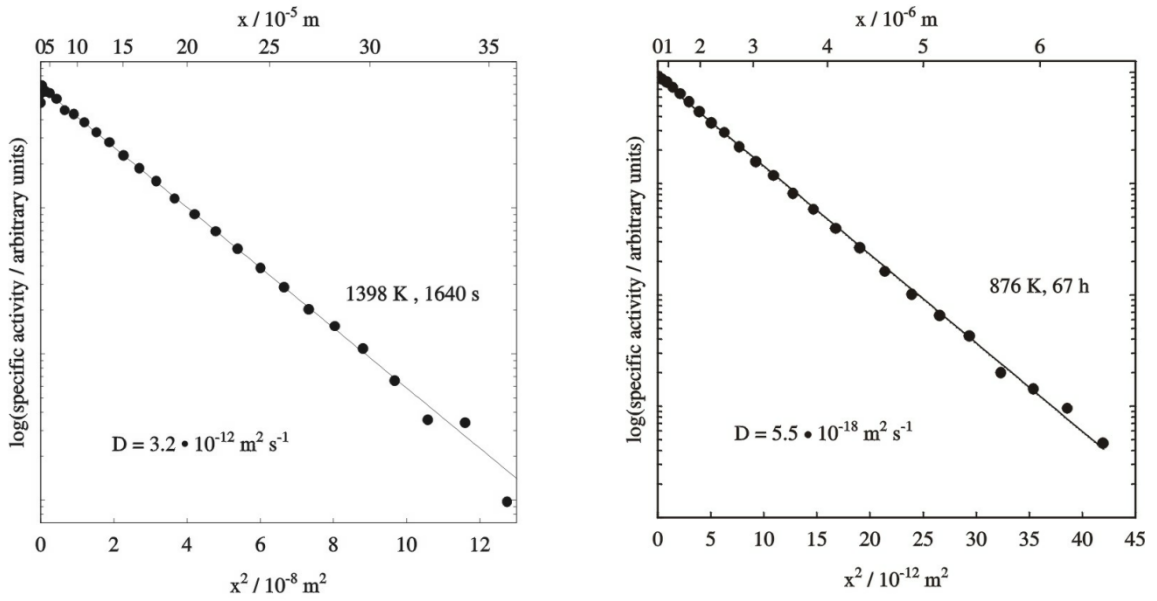 x / 10⁻⁵ m
05 10 15 20 25 30 35
log(specific activity / arbitrary units)
1398 K , 1640 s
D = 3.2 • 10⁻¹² m² s⁻¹
0 2 4 6 8 10 12
x² / 10⁻⁸ m²
x / 10⁻⁶ m
01 2 3 4 5 6
log(specific activity / arbitrary units)
876 K, 67 h
D = 5.5 • 10⁻¹⁸ m² s⁻¹
0 5 10 15 20 25 30 35 40 45
x² / 10⁻¹² m²